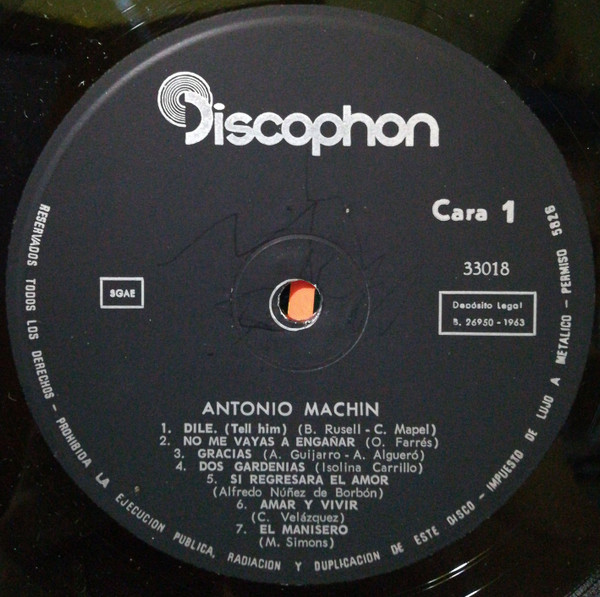 Discophon
Cara 1
33018
SGAE
Depósito Legal
B. 26950 - 1963
ANTONIO MACHIN
1. DILE. (Tell him) (B. Rusell - C. Mapel)
2. NO ME VAYAS A ENGAÑAR (O. Farrés)
3. GRACIAS (A. Guijarro - A. Algueró)
4. DOS GARDENIAS (Isolina Carrillo)
5. SI REGRESARA EL AMOR
(Alfredo Núñez de Borbón)
6. AMAR Y VIVIR
(C. Velázquez)
7. EL MANISERO
(M. Simons)
RESERVADOS TODOS LOS DERECHOS - PROHIBIDA LA EJECUCION PUBLICA, RADIACION Y DUPLICACION DE ESTE DISCO - IMPUESTO DE LUJO A METALICO - PERMISO 5826